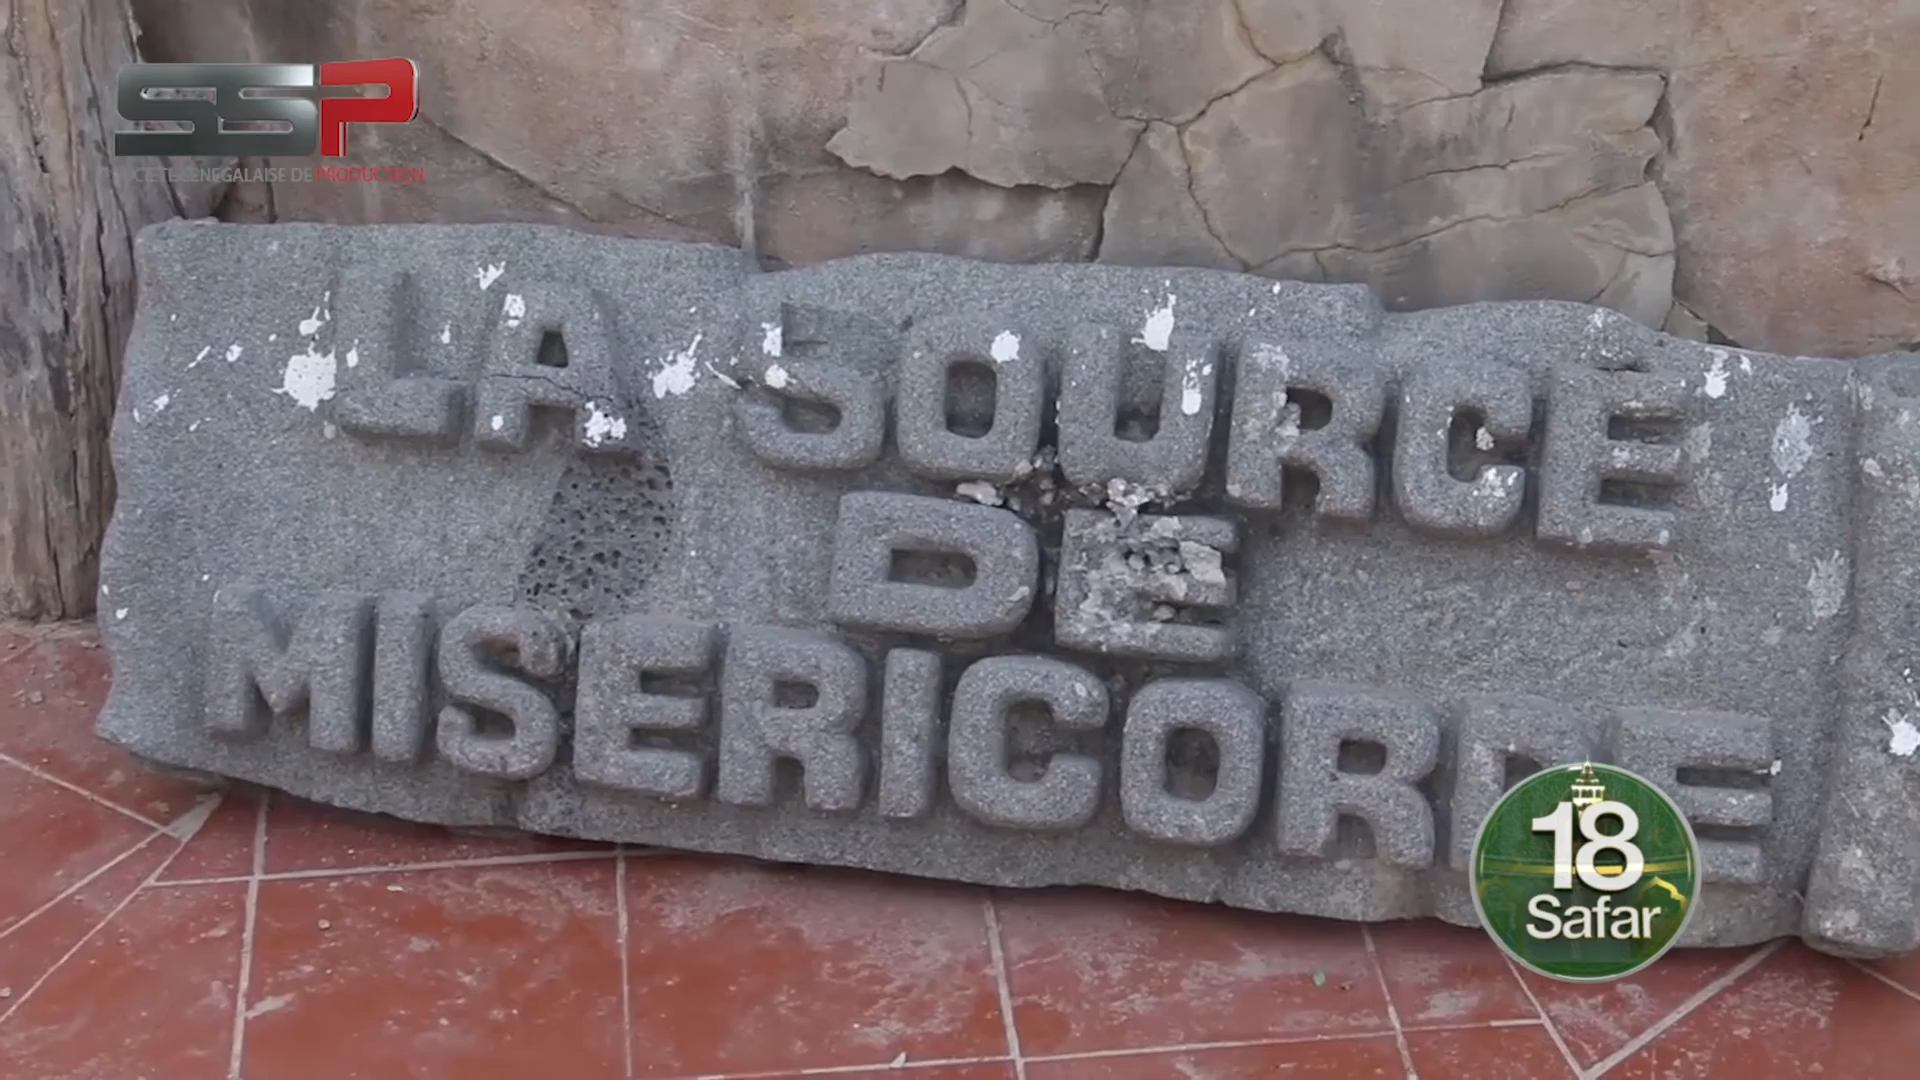 SSP
SOCIETE SENEGALAISE DE PRODUCTION
LA SOURCE
DE
MISERICORDE
18
Safar